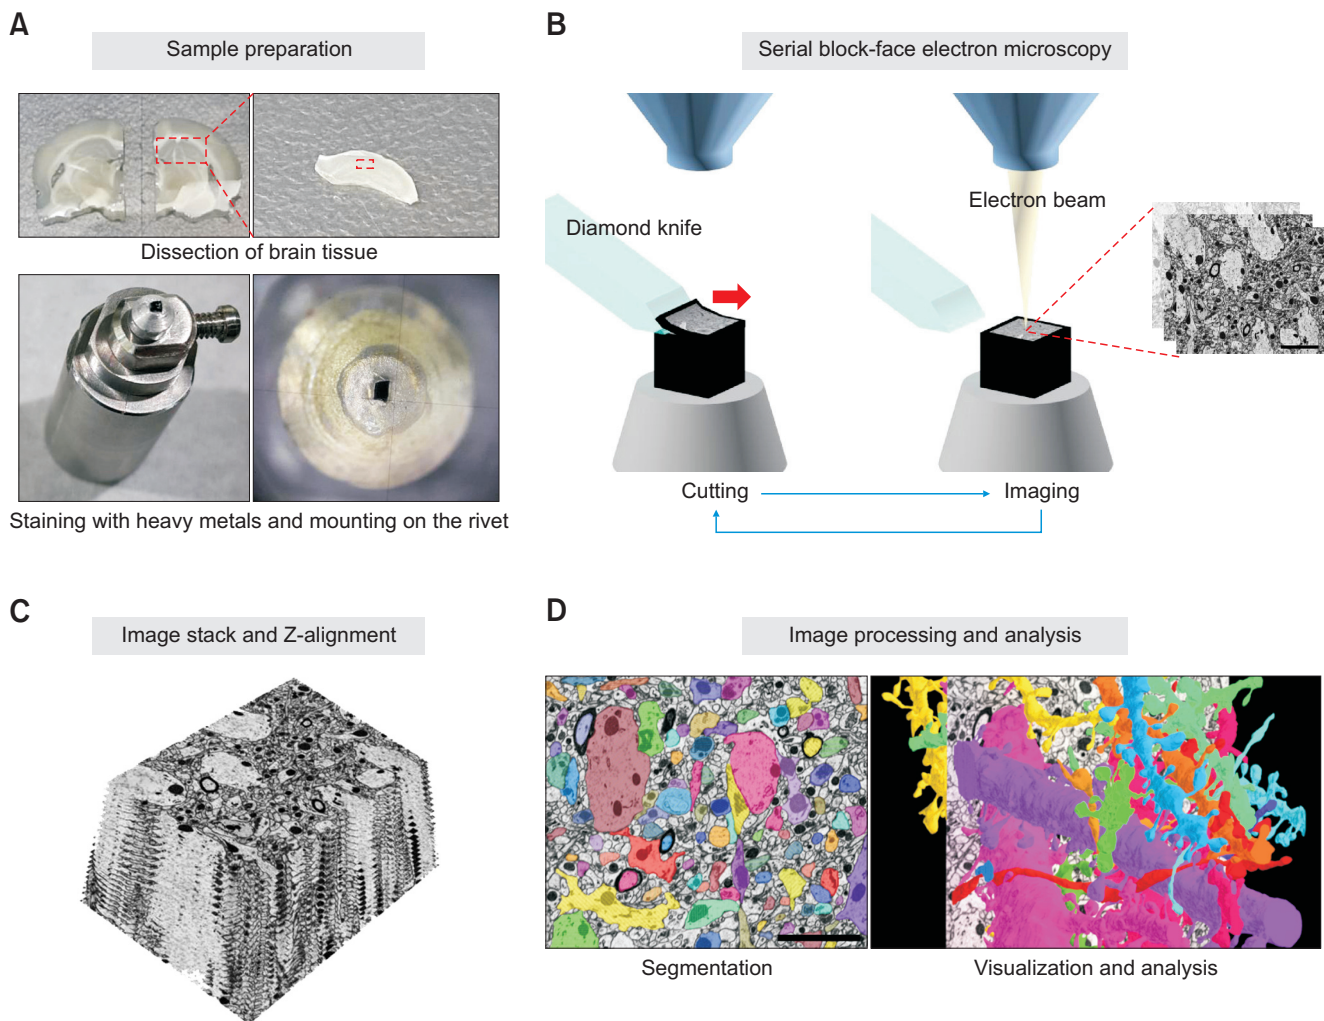 A
Sample preparation
Dissection of brain tissue
Staining with heavy metals and mounting on the rivet
B
Serial block-face electron microscopy
Diamond knife
Electron beam
Cutting
Imaging
C
Image stack and Z-alignment
D
Image processing and analysis
Segmentation
Visualization and analysis